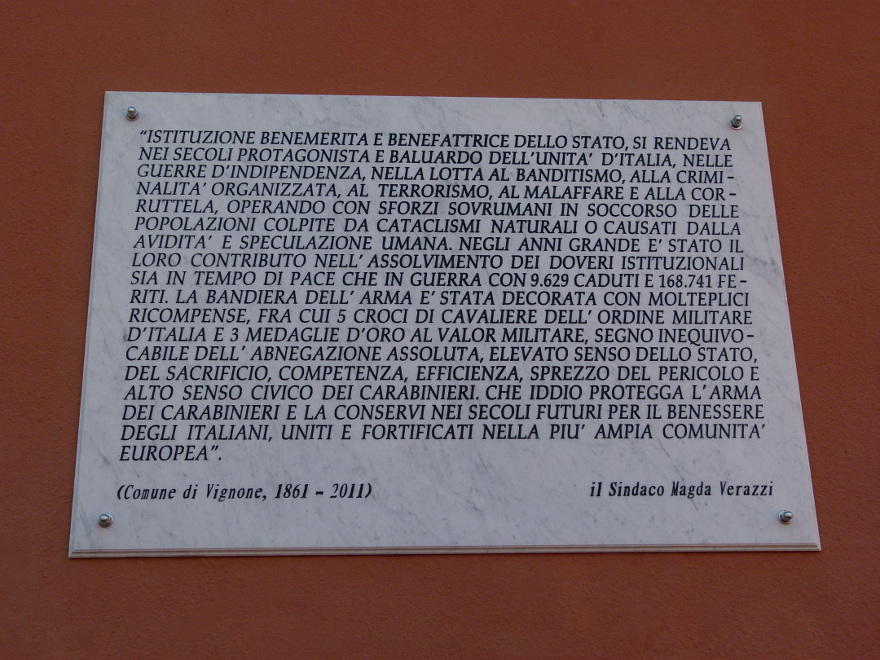 “ISTITUZIONE BENEMERITA E BENEFATTRICE DELLO STATO, SI RENDEVA
NEI SECOLI PROTAGONISTA E BALUARDO DELL'UNITA' D'ITALIA, NELLE
GUERRE D'INDIPENDENZA, NELLA LOTTA AL BANDITISMO, ALLA CRIMI-
NALITA' ORGANIZZATA, AL TERRORISMO, AL MALAFFARE E ALLA COR-
RUTTELA, OPERANDO CON SFORZI SOVRUMANI IN SOCCORSO DELLE
POPOLAZIONI COLPITE DA CATACLISMI NATURALI O CAUSATI DALLA
AVIDITA' E SPECULAZIONE UMANA. NEGLI ANNI GRANDE E' STATO IL
LORO CONTRIBUTO NELL'ASSOLVIMENTO DEI DOVERI ISTITUZIONALI
SIA IN TEMPO DI PACE CHE IN GUERRA CON 9.629 CADUTI E 168.741 FE-
RITI. LA BANDIERA DELL'ARMA E' STATA DECORATA CON MOLTEPLICI
RICOMPENSE, FRA CUI 5 CROCI DI CAVALIERE DELL'ORDINE MILITARE
D'ITALIA E 3 MEDAGLIE D'ORO AL VALOR MILITARE, SEGNO INEQUIVO-
CABILE DELL'ABNEGAZIONE ASSOLUTA, ELEVATO SENSO DELLO STATO,
DEL SACRIFICIO, COMPETENZA, EFFICIENZA, SPREZZO DEL PERICOLO E
ALTO SENSO CIVICO DEI CARABINIERI. CHE IDDIO PROTEGGA L'ARMA
DEI CARABINIERI E LA CONSERVI NEI SECOLI FUTURI PER IL BENESSERE
DEGLI ITALIANI, UNITI E FORTIFICATI NELLA PIU' AMPIA COMUNITA'
EUROPEA”.
(Comune di Vignone, 1861 - 2011) il Sindaco Magda Verazzi